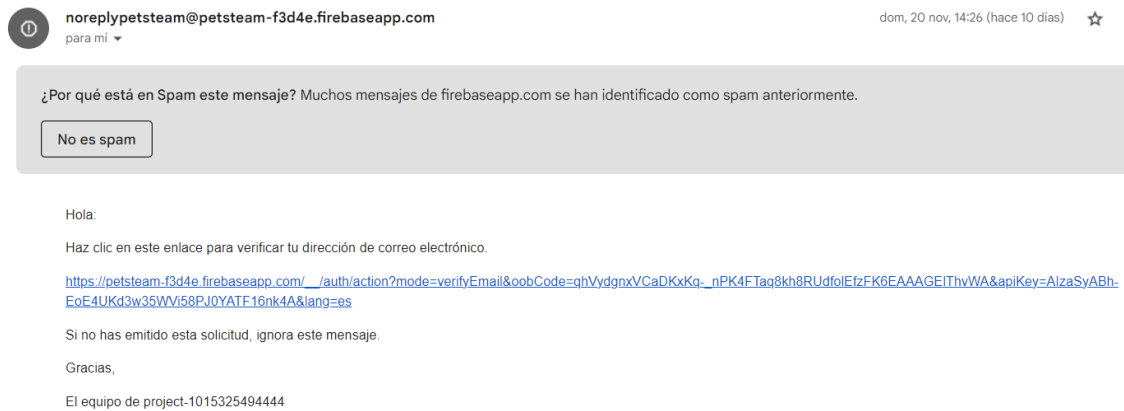 noreplypetsteam@petsteam-f3d4e.firebaseapp.com
dom, 20 nov, 14:26 (hace 10 días)
para mí
¿Por qué está en Spam este mensaje? Muchos mensajes de firebaseapp.com se han identificado como spam anteriormente.
No es spam
Hola:
Haz clic en este enlace para verificar tu dirección de correo electrónico.
https://petsteam-f3d4e.firebaseapp.com/__/auth/action?mode=verifyEmail&oobCode=qhVydgnxVCaDKxKq-_nPK4FTaq8kh8RUdfolEfzFK6EAAAGEIThvWA&apiKey=AIzaSyABh-
EoE4UKd3w35WVi58PJ0YATF16nk4A&lang=es
Si no has emitido esta solicitud, ignora este mensaje.
Gracias,
El equipo de project-1015325494444